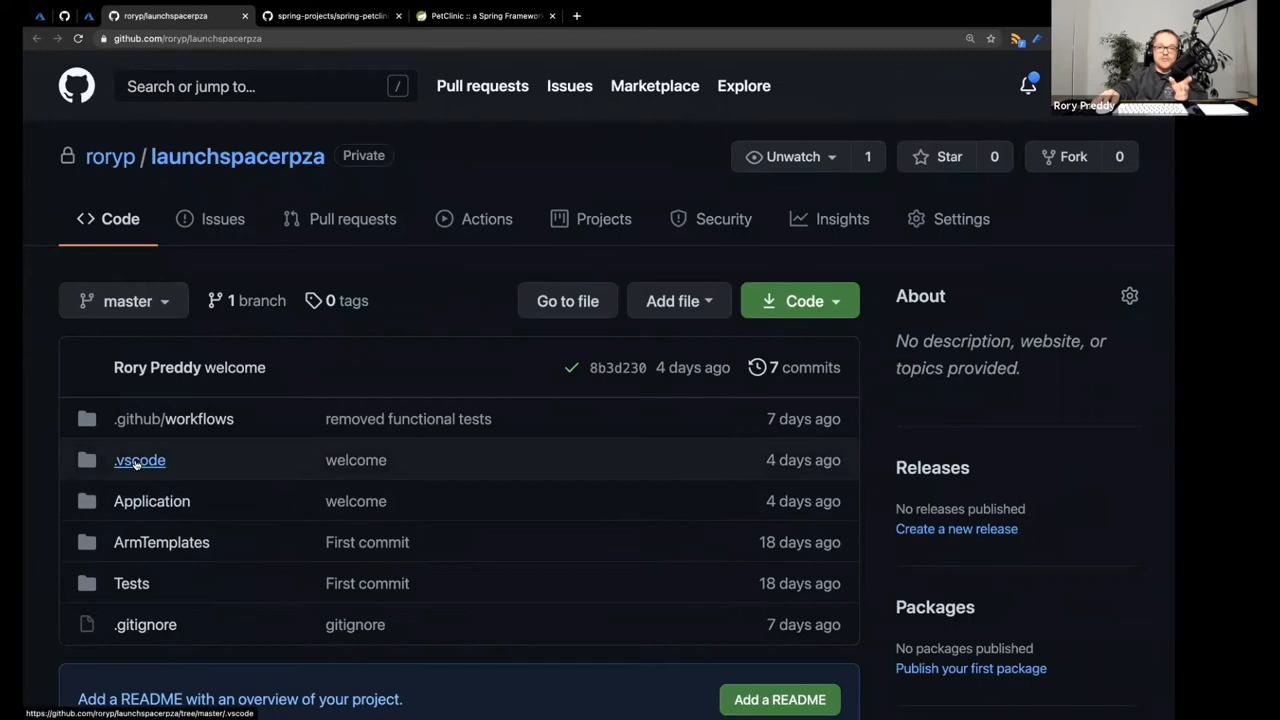 roryp/launchspacerpza
spring-projects/spring-petclin
PetClinic :: a Spring Framework
github.com/roryp/launchspacerpza
Rory Preddy
Search or jump to... /
Pull requests Issues Marketplace Explore
roryp / launchspacerpza Private
Unwatch 1 Star 0 Fork 0
Code Issues Pull requests Actions Projects Security Insights Settings
master 1 branch 0 tags Go to file Add file Code
Rory Preddy welcome 8b3d230 4 days ago 7 commits
.github/workflows removed functional tests 7 days ago
.vscode welcome 4 days ago
Application welcome 4 days ago
ArmTemplates First commit 18 days ago
Tests First commit 18 days ago
.gitignore gitignore 7 days ago
Add a README with an overview of your project. Add a README
About
No description, website, or
topics provided.
Releases
No releases published
Create a new release
Packages
No packages published
Publish your first package
https://github.com/roryp/launchspacerpza/tree/master/.vscode